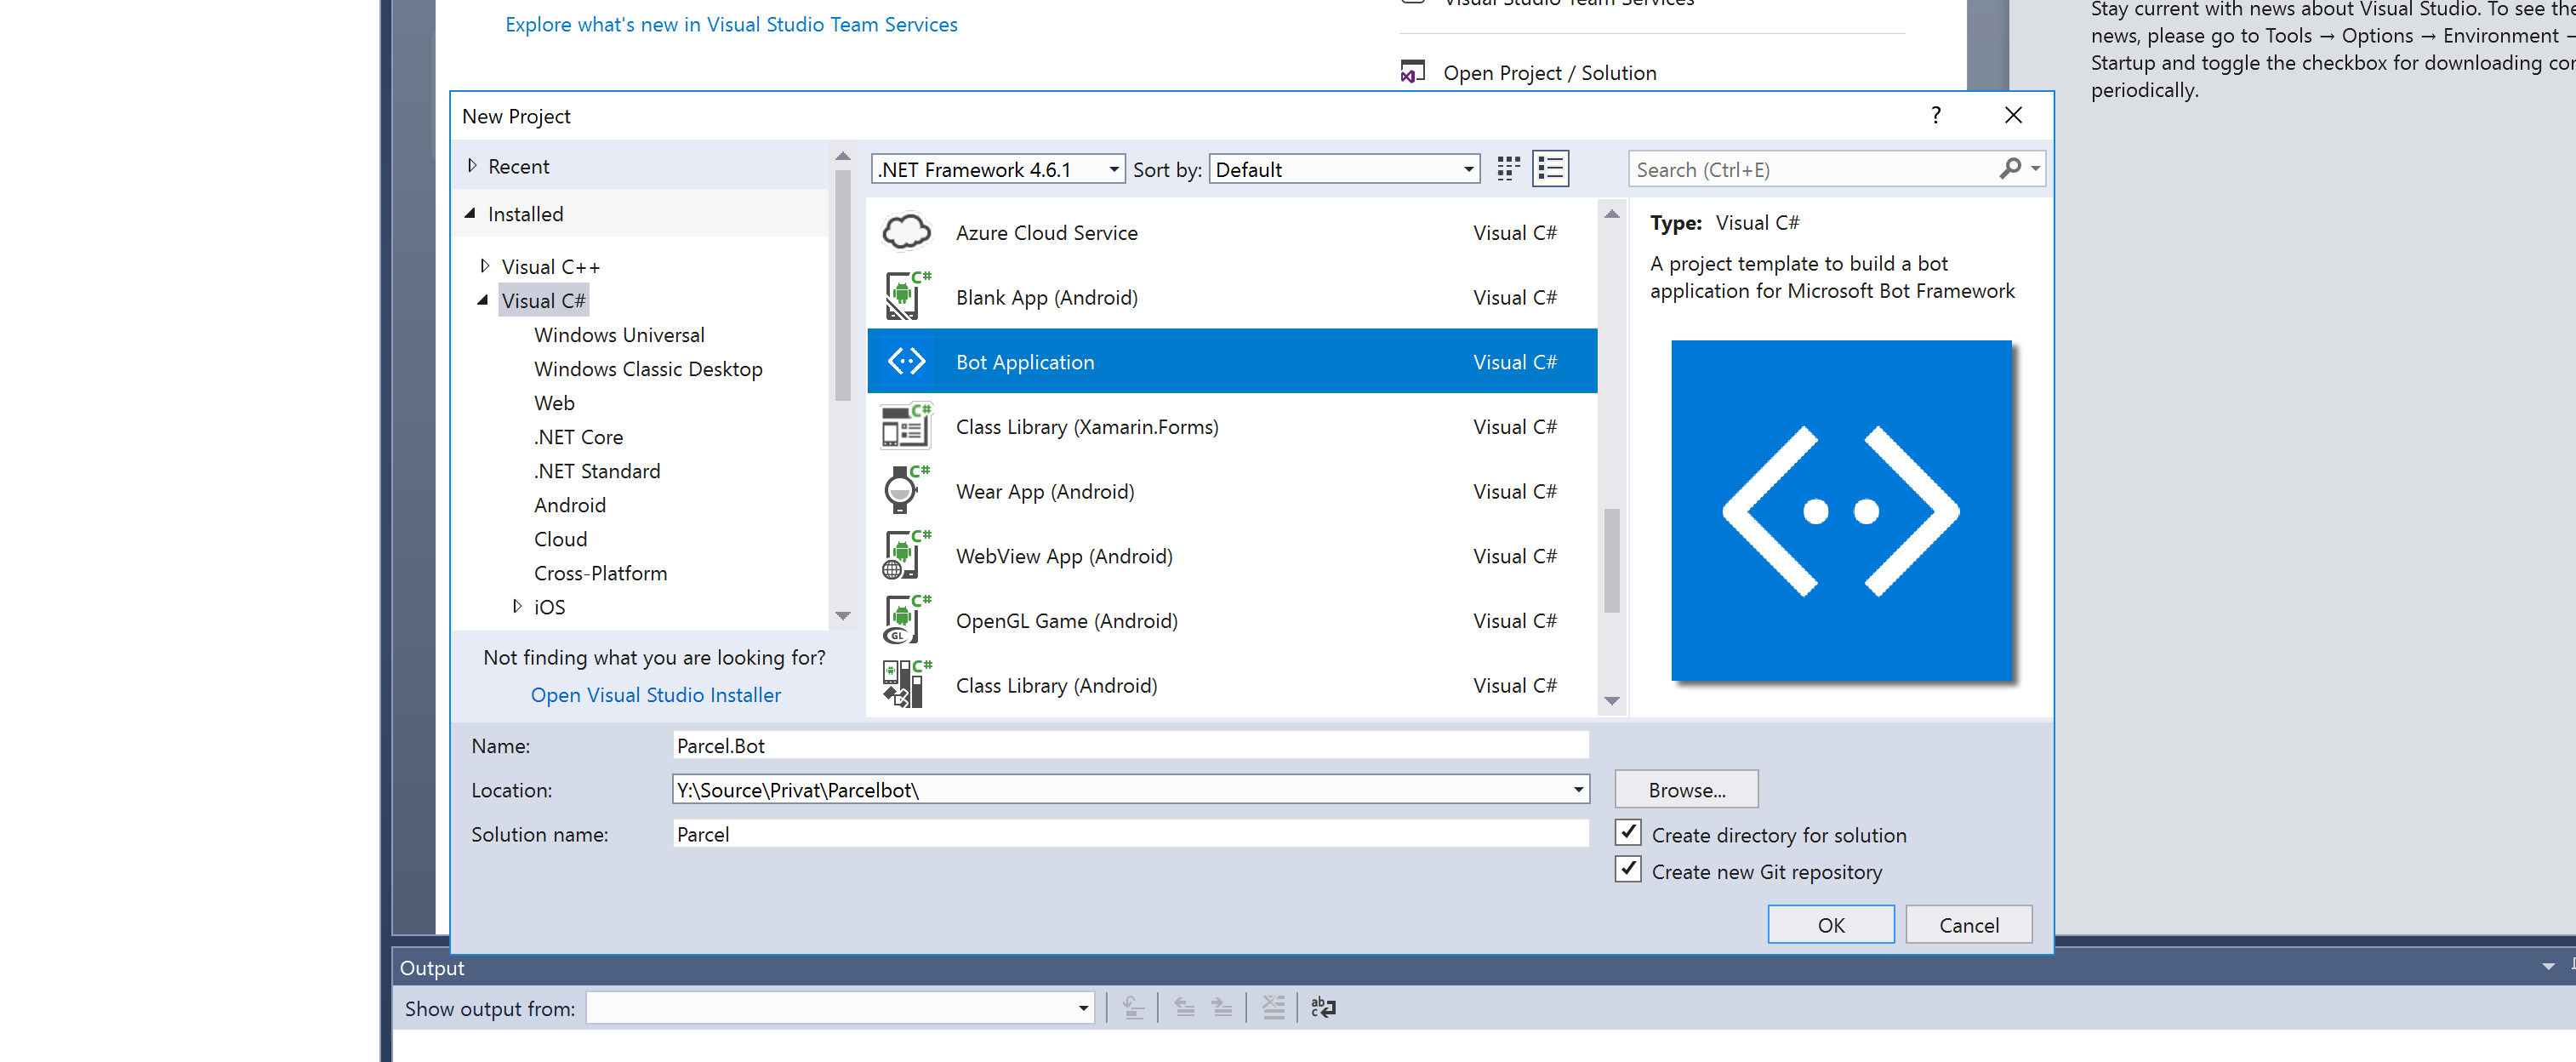 Explore what's new in Visual Studio Team Services
Visual Studio Team Services
Open Project / Solution
Stay current with news about Visual Studio. To see the
news, please go to Tools → Options → Environment →
Startup and toggle the checkbox for downloading
periodically.
New Project
?
Recent
Installed
Visual C++
Visual C#
Windows Universal
Windows Classic Desktop
Web
.NET Core
.NET Standard
Android
Cloud
Cross-Platform
iOS
Not finding what you are looking for?
Open Visual Studio Installer
.NET Framework 4.6.1
Sort by: Default
Search (Ctrl+E)
Azure Cloud Service Visual C#
C# Blank App (Android) Visual C#
Bot Application Visual C#
C# Class Library (Xamarin.Forms) Visual C#
C# Wear App (Android) Visual C#
C# WebView App (Android) Visual C#
C# GL OpenGL Game (Android) Visual C#
C# Class Library (Android) Visual C#
Type: Visual C#
A project template to build a bot
application for Microsoft Bot Framework
Name: Parcel.Bot
Location: Y:\Source\Privat\Parcelbot\
Browse...
Solution name: Parcel
Create directory for solution
Create new Git repository
OK
Cancel
Output
Show output from: